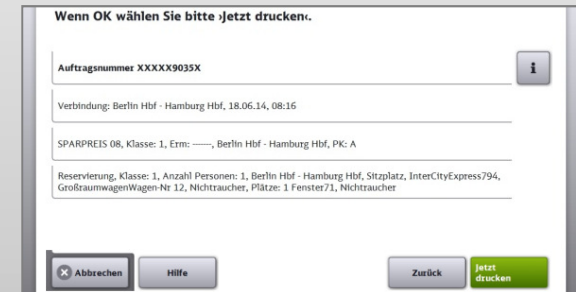 Wenn OK wählen Sie bitte ›Jetzt drucken‹.
Auftragsnummer XXXXX9035X
i
Verbindung: Berlin Hbf - Hamburg Hbf, 18.06.14, 08:16
SPARPREIS 08, Klasse: 1, Erm: ------, Berlin Hbf - Hamburg Hbf, PK: A
Reservierung, Klasse: 1, Anzahl Personen: 1, Berlin Hbf - Hamburg Hbf, Sitzplatz, InterCityExpress794,
GroßraumwagenWagen-Nr 12, Nichtraucher, Plätze: 1 Fenster71, Nichtraucher
Abbrechen
Hilfe
Zurück
Jetzt
drucken